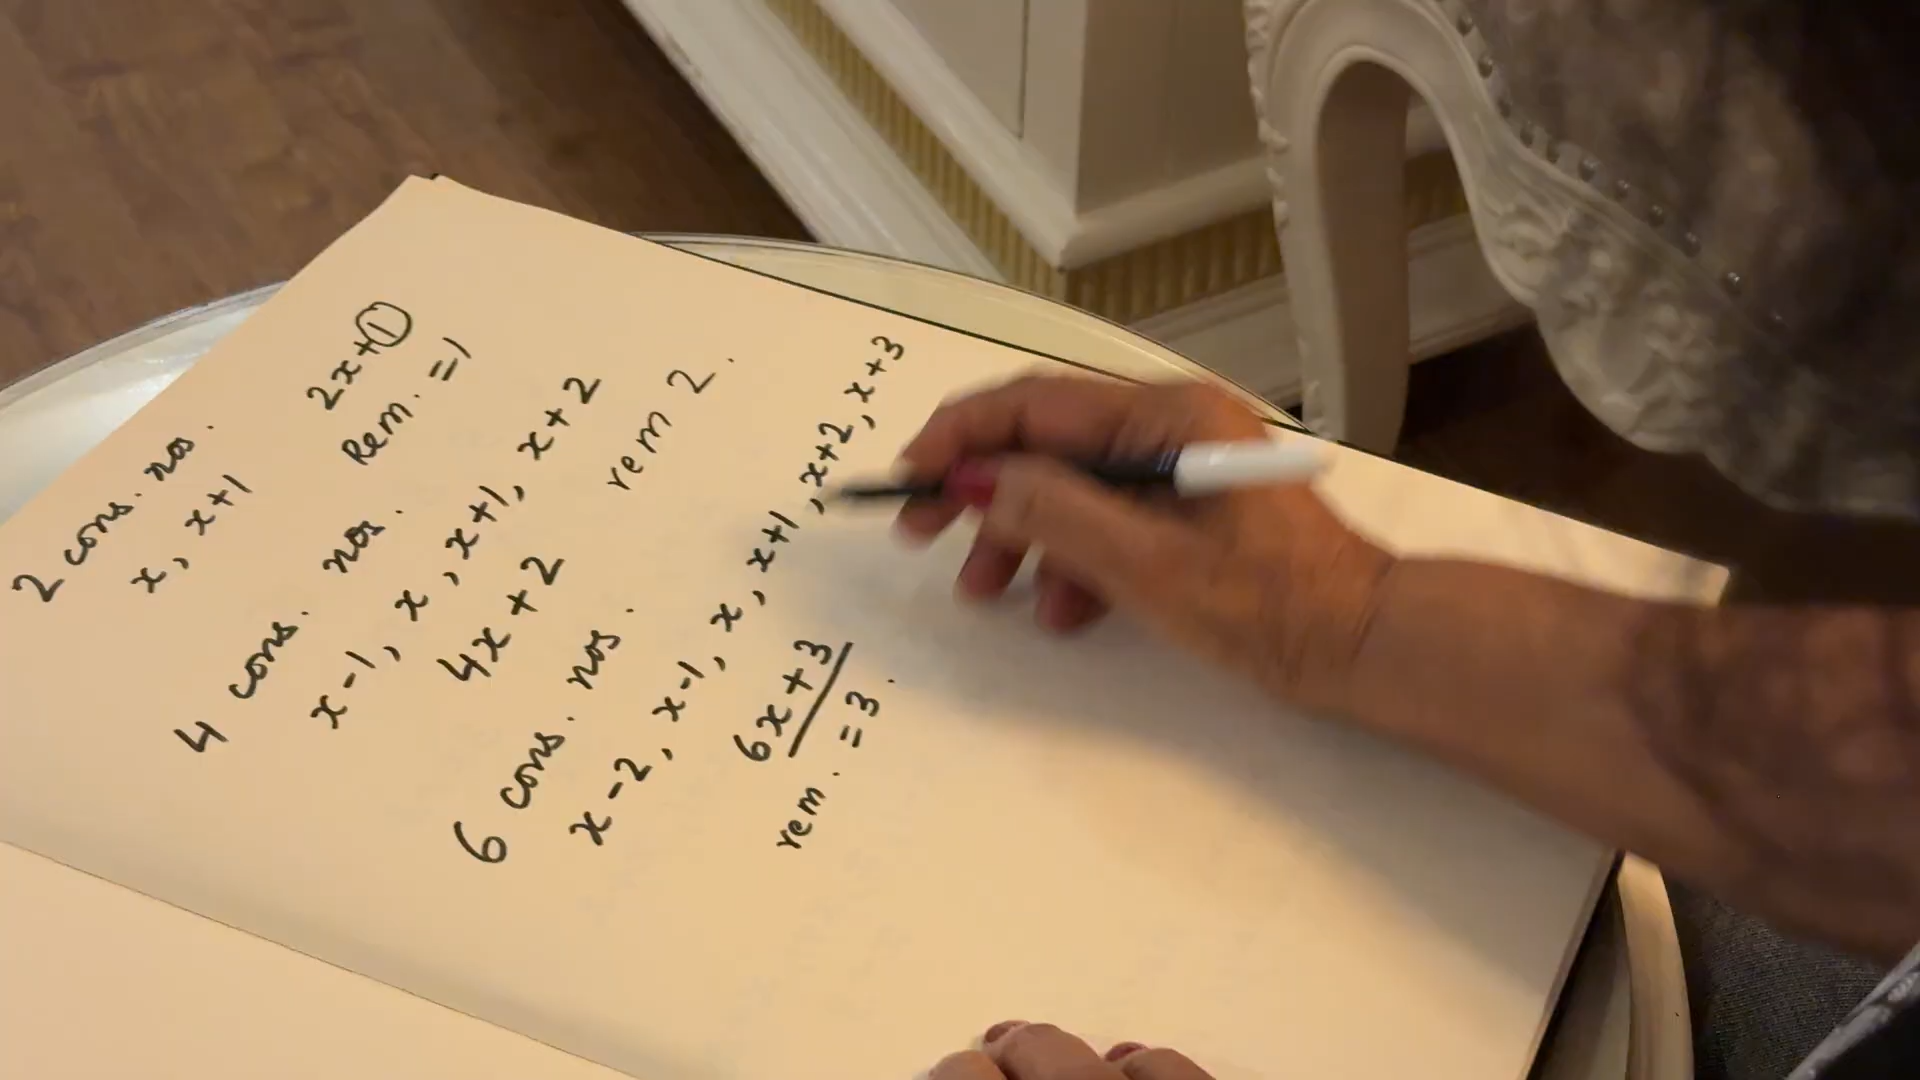 2 cons. nos.
x, x+1
2x+1
Rem. = 1
4 cons. nos.
x-1, x, x+1, x+2
4x+2
rem 2.
6 cons. nos.
x-2, x-1, x, x+1, x+2, x+3
6x+3
rem. = 3.